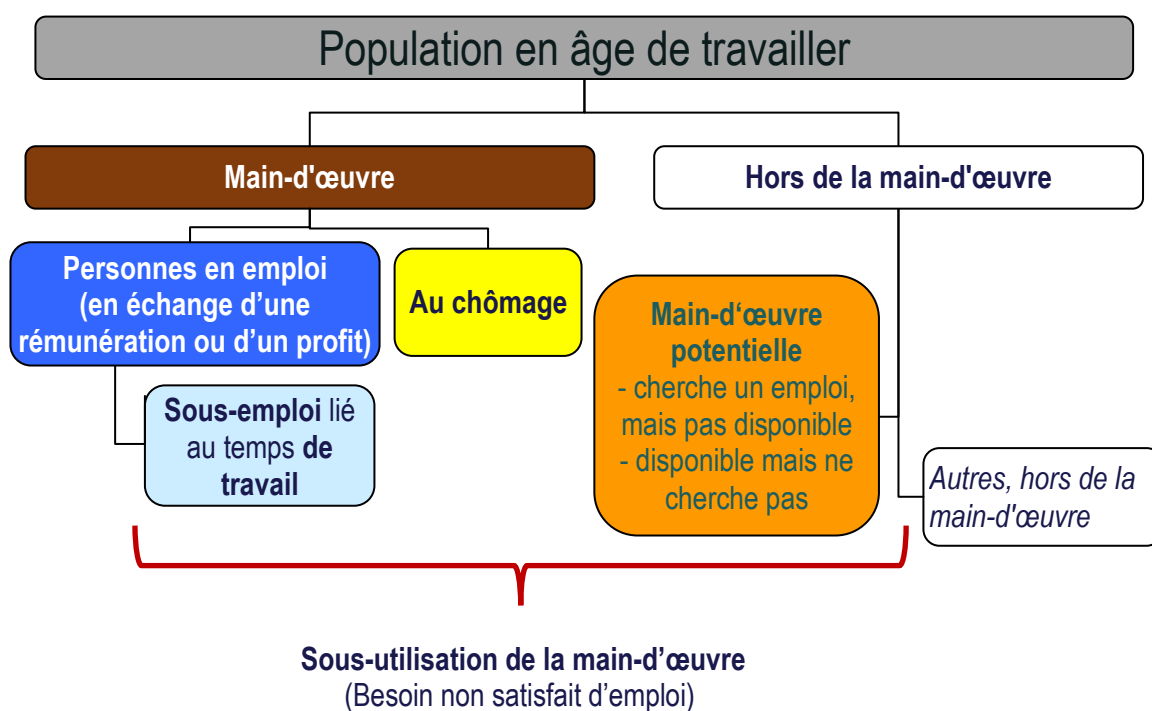 Population en âge de travailler
Main-d'œuvre
Hors de la main-d'œuvre
Personnes en emploi
(en échange d’une
rémunération ou d’un profit)
Au chômage
Main-d‘œuvre
potentielle
- cherche un emploi,
mais pas disponible
- disponible mais ne
cherche pas
Sous-emploi lié
au temps de
travail
Autres, hors de la
main-d'œuvre
Sous-utilisation de la main-d’œuvre
(Besoin non satisfait d’emploi)